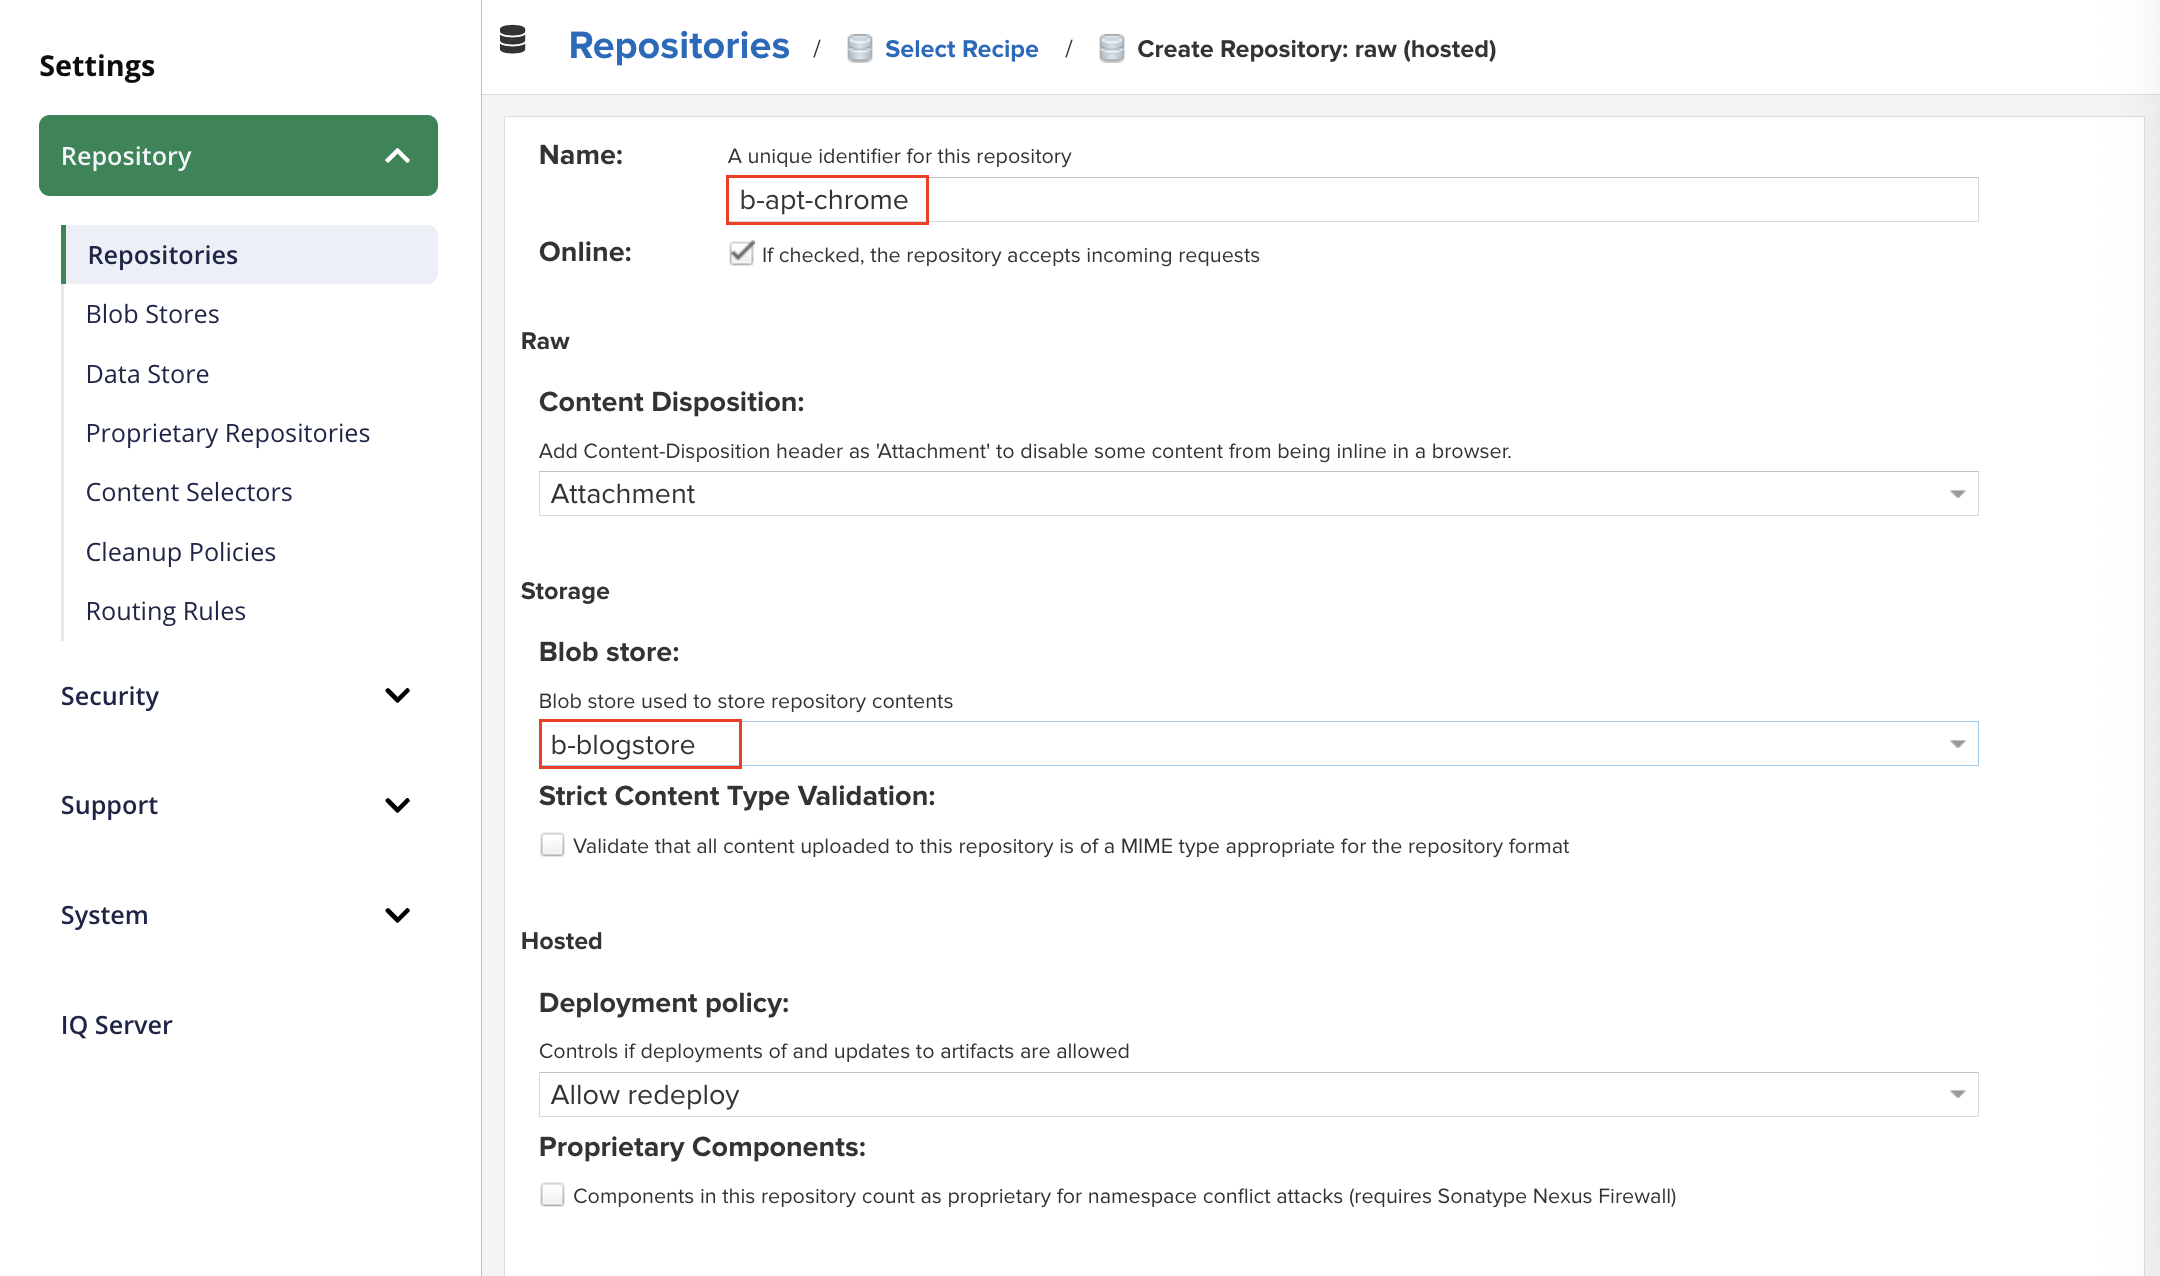 Settings
Repository
Repositories
Blob Stores
Data Store
Proprietary Repositories
Content Selectors
Cleanup Policies
Routing Rules
Security
Support
System
IQ Server
Repositories / Select Recipe / Create Repository: raw (hosted)
Name: A unique identifier for this repository
b-apt-chrome
Online: If checked, the repository accepts incoming requests
Raw
Content Disposition:
Add Content-Disposition header as 'Attachment' to disable some content from being inline in a browser.
Attachment
Storage
Blob store:
Blob store used to store repository contents
b-blogstore
Strict Content Type Validation:
Validate that all content uploaded to this repository is of a MIME type appropriate for the repository format
Hosted
Deployment policy:
Controls if deployments of and updates to artifacts are allowed
Allow redeploy
Proprietary Components:
Components in this repository count as proprietary for namespace conflict attacks (requires Sonatype Nexus Firewall)